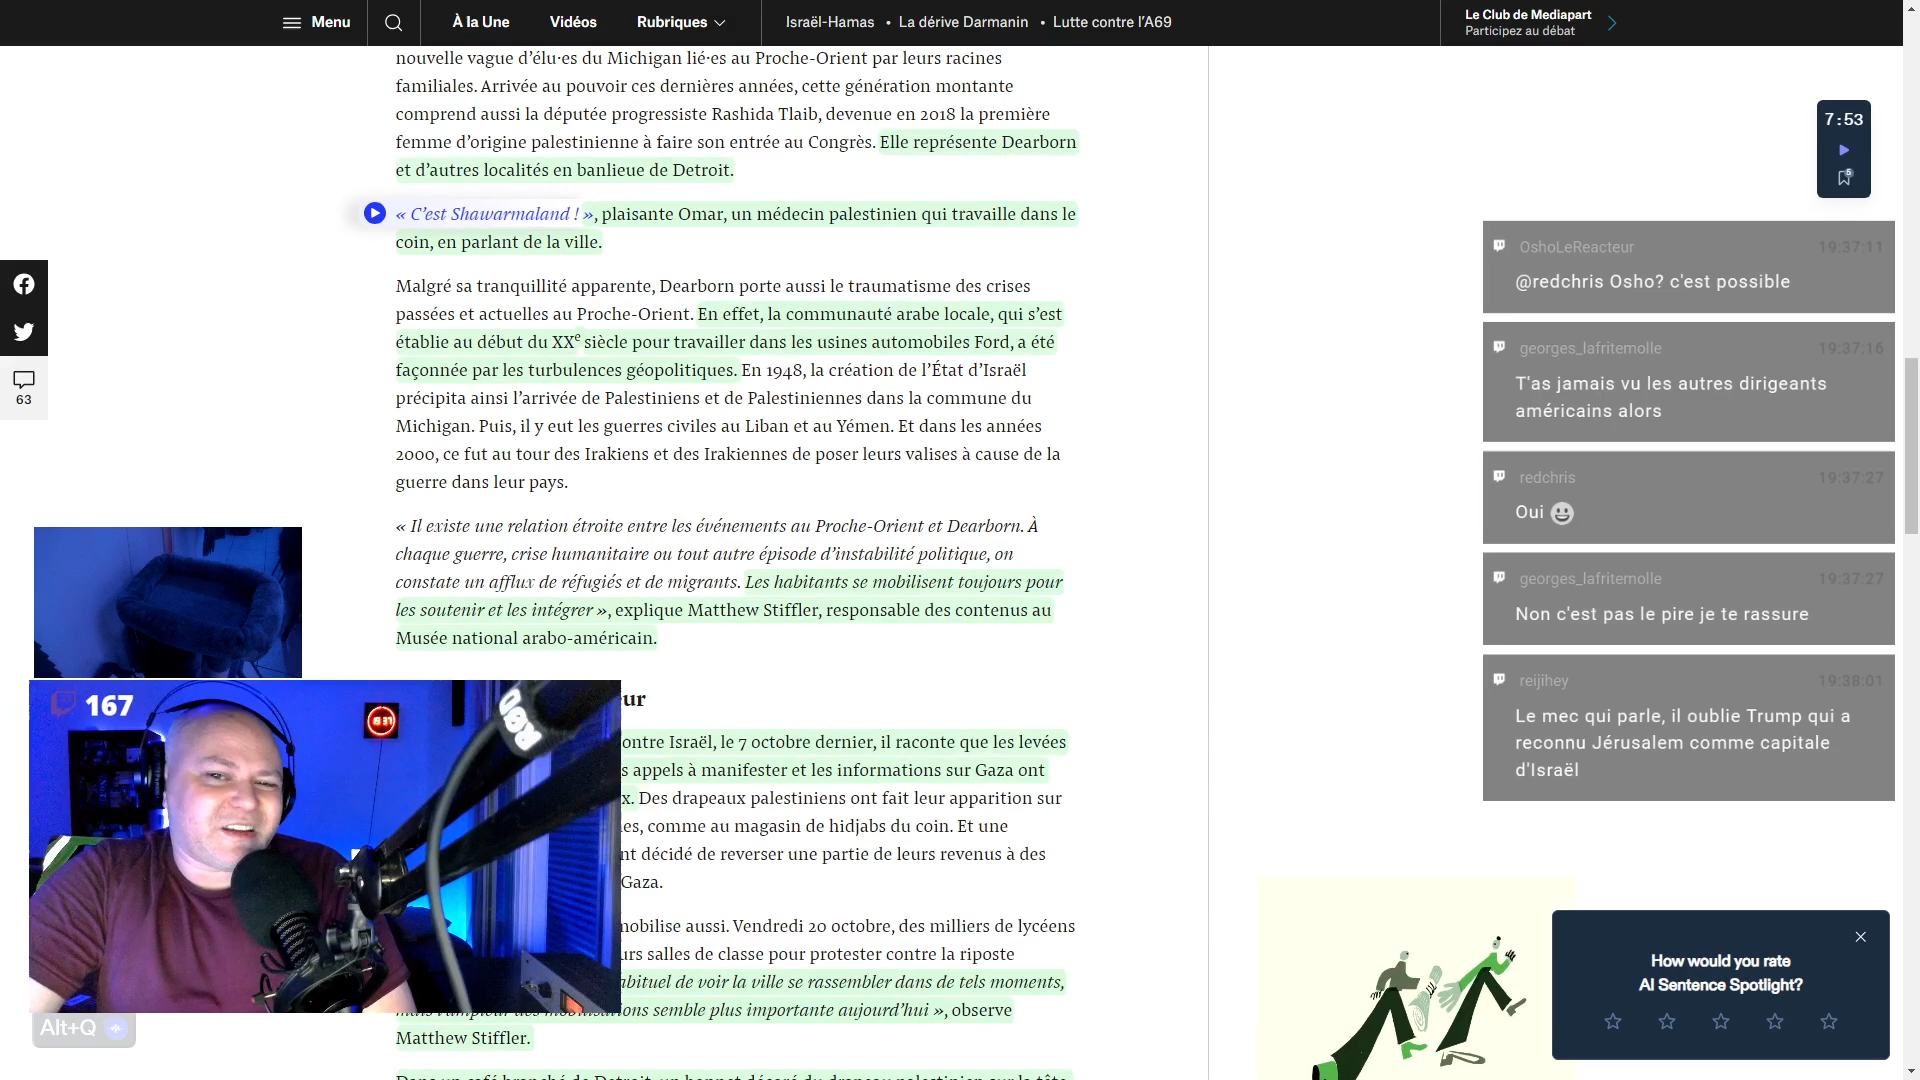 Menu
À la Une
Vidéos
Rubriques
Israël-Hamas • La dérive Darmanin • Lutte contre l’A69
Le Club de Mediapart
Participez au débat
nouvelle vague d’élu·es du Michigan lié·es au Proche-Orient par leurs racines
familiales. Arrivée au pouvoir ces dernières années, cette génération montante
comprend aussi la députée progressiste Rashida Tlaib, devenue en 2018 la première
femme d’origine palestinienne à faire son entrée au Congrès. Elle représente Dearborn
et d’autres localités en banlieue de Detroit.
« C’est Shawarmaland ! », plaisante Omar, un médecin palestinien qui travaille dans le
coin, en parlant de la ville.
Malgré sa tranquillité apparente, Dearborn porte aussi le traumatisme des crises
passées et actuelles au Proche-Orient. En effet, la communauté arabe locale, qui s’est
établie au début du XXe siècle pour travailler dans les usines automobiles Ford, a été
façonnée par les turbulences géopolitiques. En 1948, la création de l’État d’Israël
précipita ainsi l’arrivée de Palestiniens et de Palestiniennes dans la commune du
Michigan. Puis, il y eut les guerres civiles au Liban et au Yémen. Et dans les années
2000, ce fut au tour des Irakiens et des Irakiennes de poser leurs valises à cause de la
guerre dans leur pays.
« Il existe une relation étroite entre les événements au Proche-Orient et Dearborn. À
chaque guerre, crise humanitaire ou tout autre épisode d’instabilité politique, on
constate un afflux de réfugiés et de migrants. Les habitants se mobilisent toujours pour
les soutenir et les intégrer », explique Matthew Stiffler, responsable des contenus au
Musée national arabo-américain.
eur
ontre Israël, le 7 octobre dernier, il raconte que les levées
s appels à manifester et les informations sur Gaza ont
x. Des drapeaux palestiniens ont fait leur apparition sur
es, comme au magasin de hidjabs du coin. Et une
nt décidé de reverser une partie de leurs revenus à des
Gaza.
mobilise aussi. Vendredi 20 octobre, des milliers de lycéens
urs salles de classe pour protester contre la riposte
abituel de voir la ville se rassembler dans de tels moments,
mais l’ampleur des mobilisations semble plus importante aujourd’hui », observe
Matthew Stiffler.
63
167
Alt+Q
7:53
5
OshoLeReacteur 19:37:11
@redchris Osho? c'est possible
georges_lafritemolle 19:37:16
T'as jamais vu les autres dirigeants
américains alors
redchris 19:37:27
Oui
georges_lafritemolle 19:37:27
Non c'est pas le pire je te rassure
reijihey 19:38:01
Le mec qui parle, il oublie Trump qui a
reconnu Jérusalem comme capitale
d'Israël
How would you rate
AI Sentence Spotlight?